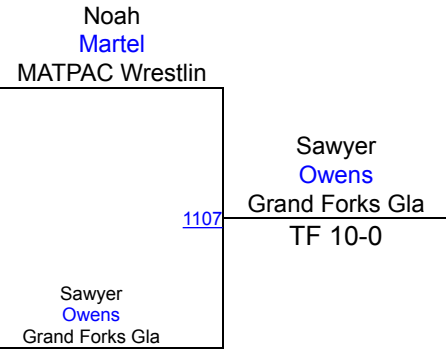 Noah
Martel
MATPAC Wrestlin
Sawyer
Owens
Grand Forks Gla
1107
TF 10-0
Sawyer
Owens
Grand Forks Gla